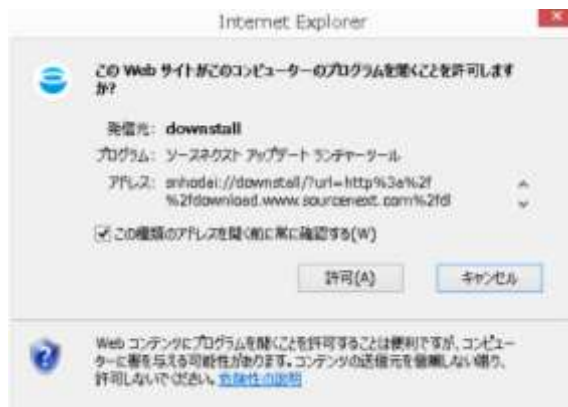 Internet Explorer
この Web サイトがこのコンピューターのプログラムを開くことを許可します
か?
発信元: downstall
プログラム: ソースネクスト アップデート ランチャーツール
アドレス: snhodai://downstall/?url=http%3a%2f
%2fdownload.www.sourcenext.com%2fdl
この種類のアドレスを開く前に常に確認する(W)
許可(A)
キャンセル
Web コンテンツにプログラムを開くことを許可することは便利ですが、コンピュー
ターに害を与える可能性があります。コンテンツの送信元を信頼しない限り、
許可しないでください。危険性の説明